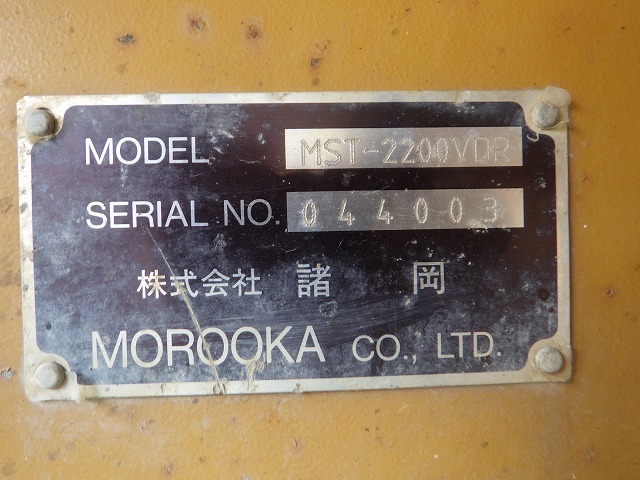 MODEL MST-2200VDR
SERIAL NO. 044003
株式会社 諸岡
MOROOKA CO., LTD.